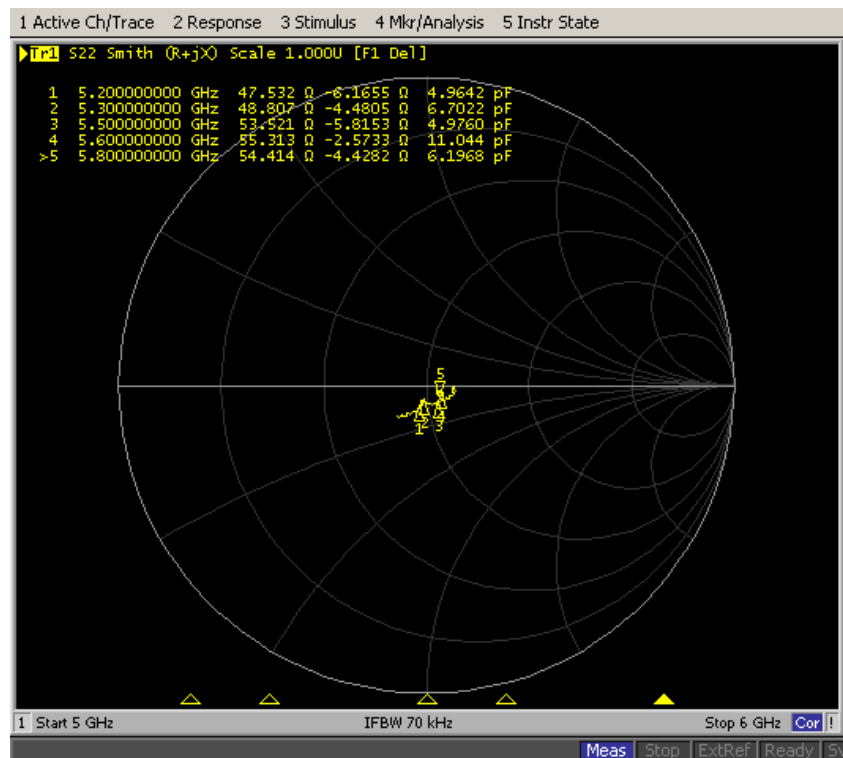 1 Active Ch/Trace 2 Response 3 Stimulus 4 Mkr/Analysis 5 Instr State
Tr1 S22 Smith (R+jX) Scale 1.000U [F1 Del]
1 5.200000000 GHz 47.532 Ω -6.1655 Ω 4.9642 pF
2 5.300000000 GHz 48.807 Ω -4.4805 Ω 6.7022 pF
3 5.500000000 GHz 53.521 Ω -5.8153 Ω 4.9760 pF
4 5.600000000 GHz 55.313 Ω -2.5733 Ω 11.044 pF
>5 5.800000000 GHz 54.414 Ω -4.4282 Ω 6.1968 pF
5
1 2 3
1 Start 5 GHz IFBW 70 kHz Stop 6 GHz Cor !
Meas Stop ExtRef Ready